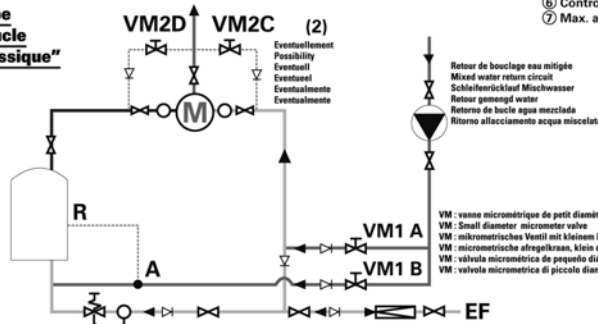 ucle
ssique"
VM2D
VM2C
(2)
Eventuellement
Possibility
Eventuell
Eventueel
Eventualmente
Eventualmente
⑥ Contro
⑦ Max. a
M
Retour de bouclage eau mitigée
Mixed water return circuit
Schleifenrücklauf Mischwasser
Retour gemengd water
Retorno de bucle agua mezclada
Ritorno allacciamento acqua miscelata
R
A
VM1 A
VM1 B
VM : vanne micrométrique de petit diamèt
VM : Small diameter micrometer valve
VM : mikrometrisches Ventil mit kleinem
VM : micrometrische afregelkraan, klein
VM : válvula micrométrica de pequeño diá
VM : valvola micrometrica di piccolo dian
EF